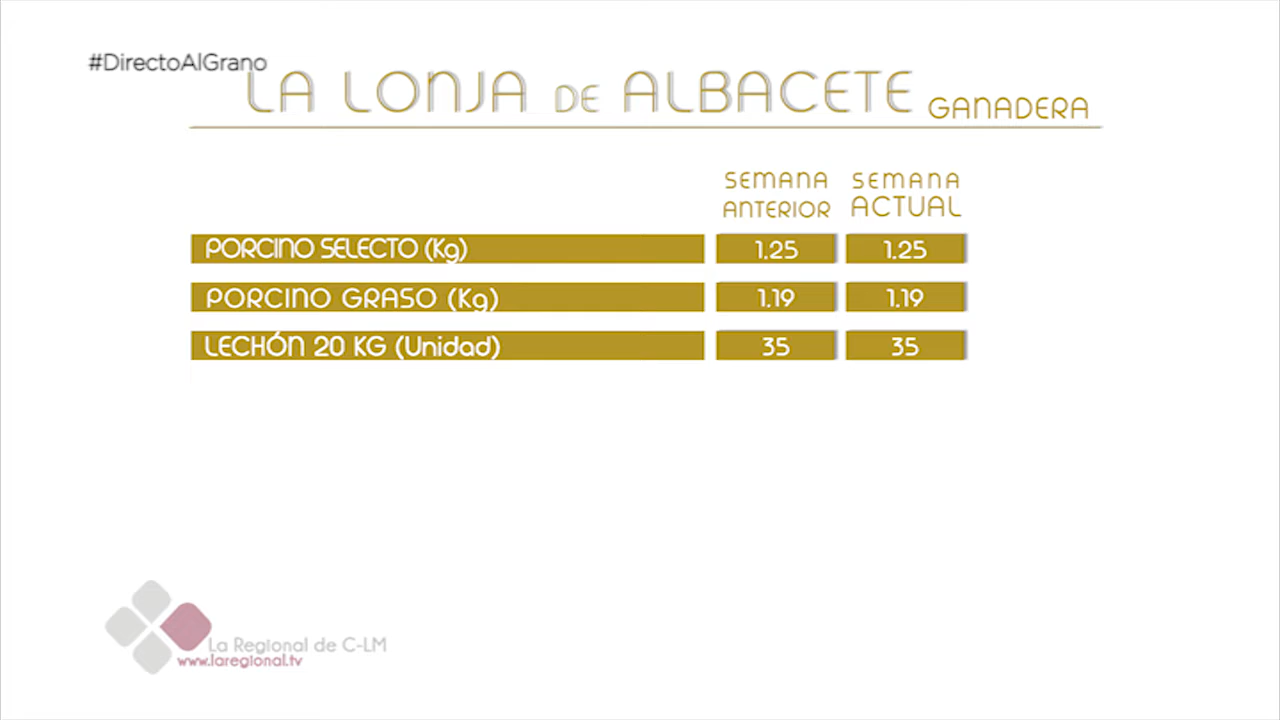 #DirectoAlGrano
LA LONJA DE ALBACETE GANADERA
SEMANA ANTERIOR SEMANA ACTUAL
PORCINO SELECTO (Kg) 1,25 1,25
PORCINO GRASO (Kg) 1,19 1,19
LECHÓN 20 KG (Unidad) 35 35
La Regional de C-LM
www.laregional.tv